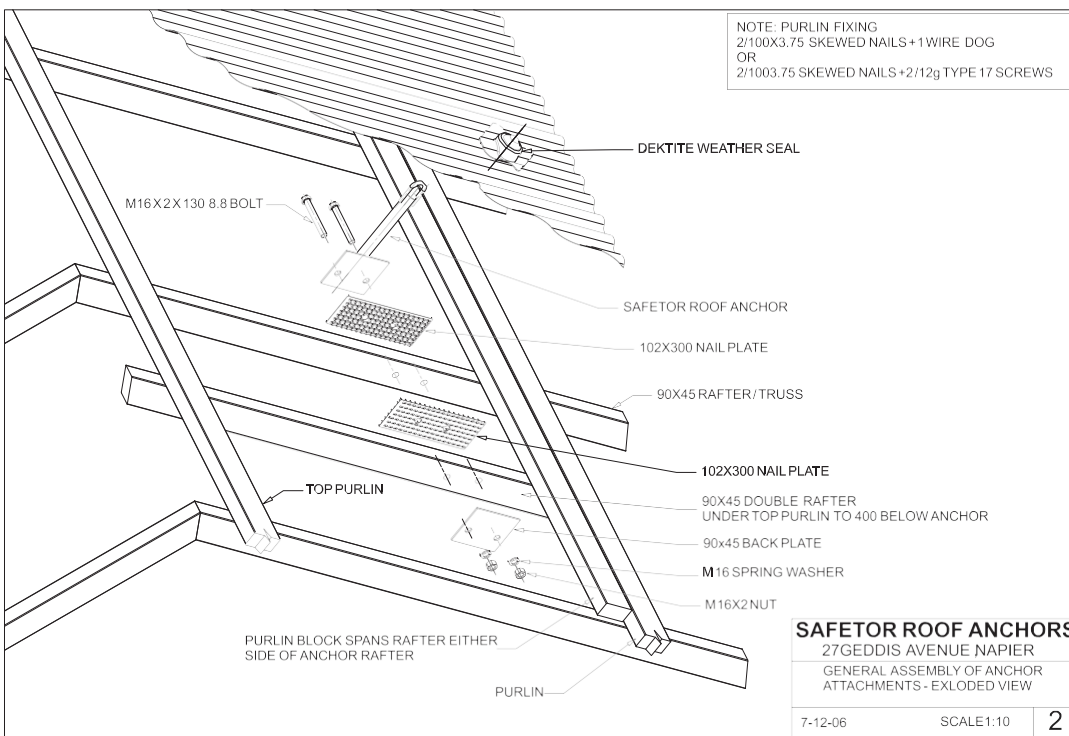 NOTE: PURLIN FIXING
2/100X3.75 SKEWED NAILS+1 WIRE DOG
OR
2/1003.75 SKEWED NAILS+2/12g TYPE 17 SCREWS
DEKTITE WEATHER SEAL
M16X2X130 8.8 BOLT
SAFETOR ROOF ANCHOR
102X300 NAIL PLATE
90X45 RAFTER/TRUSS
102X300 NAIL PLATE
TOP PURLIN
90X45 DOUBLE RAFTER
UNDER TOP PURLIN TO 400 BELOW ANCHOR
90x45 BACK PLATE
M16 SPRING WASHER
M16X2 NUT
PURLIN BLOCK SPANS RAFTER EITHER
SIDE OF ANCHOR RAFTER
PURLIN
SAFETOR ROOF ANCHORS
27 GEDDIS AVENUE NAPIER
GENERAL ASSEMBLY OF ANCHOR
ATTACHMENTS - EXLODED VIEW
7-12-06 SCALE1:10 2